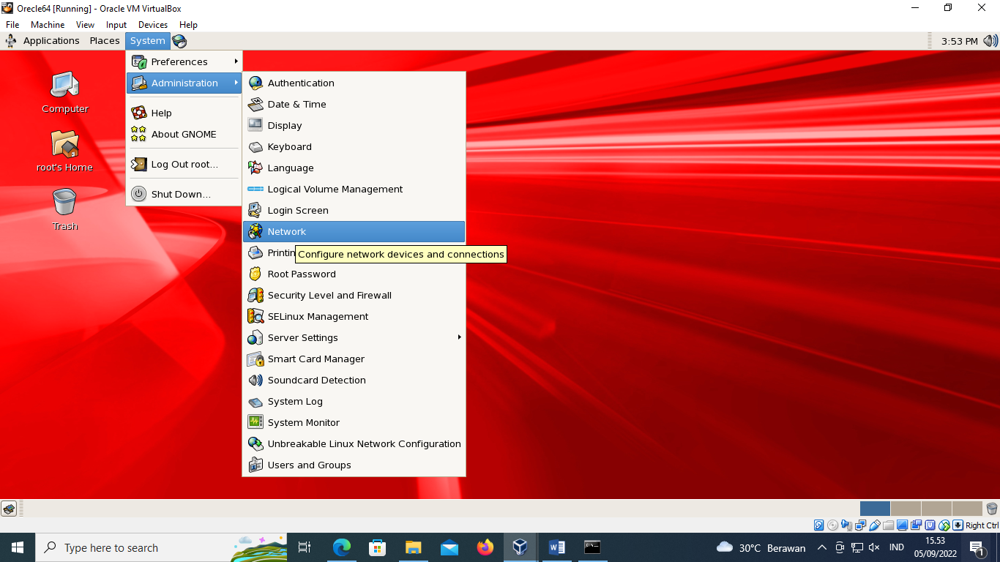 Orecle64 [Running] - Oracle VM VirtualBox
File Machine View Input Devices Help
Applications Places System 3:53 PM
Preferences
Administration
Help
About GNOME
Log Out root...
Shut Down...
Authentication
Date & Time
Display
Keyboard
Language
Logical Volume Management
Login Screen
Network
Printin
Configure network devices and connections
Root Password
Security Level and Firewall
SELinux Management
Server Settings
Smart Card Manager
Soundcard Detection
System Log
System Monitor
Unbreakable Linux Network Configuration
Users and Groups
Computer
root's Home
Trash
Right Ctrl
Type here to search
30°C Berawan
IND
15.53
05/09/2022
1